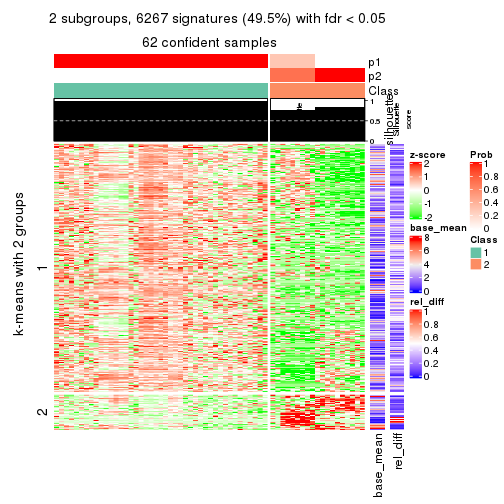 2 subgroups, 6267 signatures (49.5%) with fdr < 0.05
62 confident samples
p1
p2
Class
silhouette
1
0.5
0
Silhouette
score
k-means with 2 groups
1
2
base_mean
rel_diff
z-score
2
1
0
-1
-2
base_mean
8
6
4
2
0
rel_diff
1
0.8
0.6
0.4
0.2
0
Prob
1
0.8
0.6
0.4
0.2
0
Class
1
2